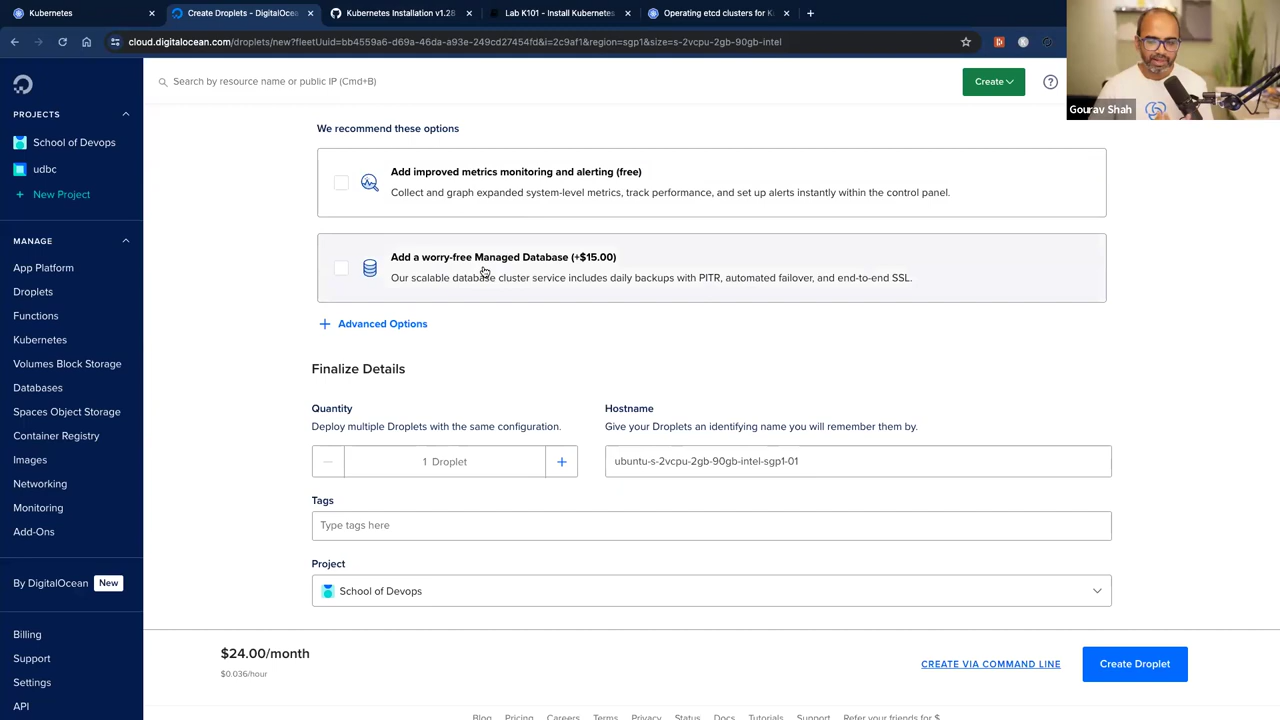 Kubernetes
Create Droplets - DigitalOcea
Kubernetes Installation v1.28
Lab K101 - Install Kubernetes
Operating etcd clusters for K
cloud.digitalocean.com/droplets/new?fleetUuid=bb4559a6-d69a-46da-a93e-249cd27454fd&i=2c9af1&region=sgp1&size=s-2vcpu-2gb-90gb-intel
Gourav Shah
Search by resource name or public IP (Cmd+B)
Create
PROJECTS
School of Devops
udbc
+ New Project
MANAGE
App Platform
Droplets
Functions
Kubernetes
Volumes Block Storage
Databases
Spaces Object Storage
Container Registry
Images
Networking
Monitoring
Add-Ons
By DigitalOcean New
Billing
Support
Settings
API
We recommend these options
Add improved metrics monitoring and alerting (free)
Collect and graph expanded system-level metrics, track performance, and set up alerts instantly within the control panel.
Add a worry-free Managed Database (+$15.00)
Our scalable database cluster service includes daily backups with PITR, automated failover, and end-to-end SSL.
+ Advanced Options
Finalize Details
Quantity
Deploy multiple Droplets with the same configuration.
1 Droplet
Hostname
Give your Droplets an identifying name you will remember them by.
ubuntu-s-2vcpu-2gb-90gb-intel-sgp1-01
Tags
Type tags here
Project
School of Devops
$24.00/month
$0.036/hour
CREATE VIA COMMAND LINE
Create Droplet
Blog Pricing Careers Terms Privacy Status Docs Tutorials Support Refer your friends for $